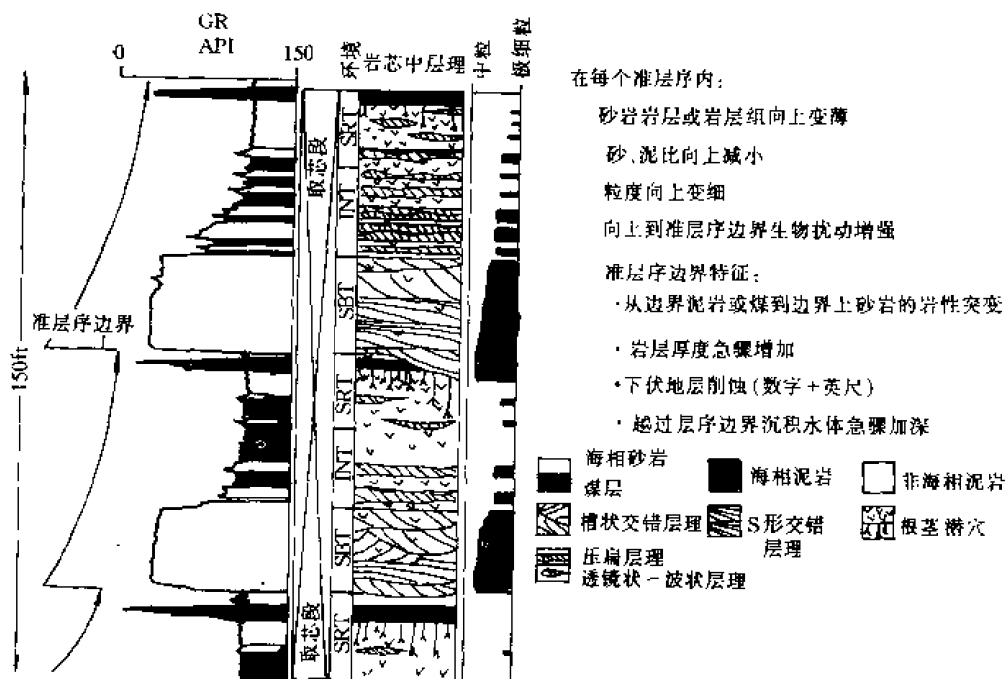 GR
API
0
150
环境
岩芯中层理
中粒
极细粒
取芯段
SRT
INT
SBT
SRT
INT
SBT
取芯段
SRT
准层序边界
150ft
在每个准层序内：
砂岩岩层或岩层组向上变薄
砂、泥比向上减小
粒度向上变细
向上到准层序边界生物扰动增强
准层序边界特征：
·从边界泥岩或煤到边界上砂岩的岩性突变
·岩层厚度急骤增加
·下伏地层削蚀(数字+英尺)
·越过层序边界沉积水体急骤加深
海相砂岩
煤层
海相泥岩
非海相泥岩
槽状交错层理
S形交错
层理
根茎潜穴
压扁层理
透镜状-波状层理